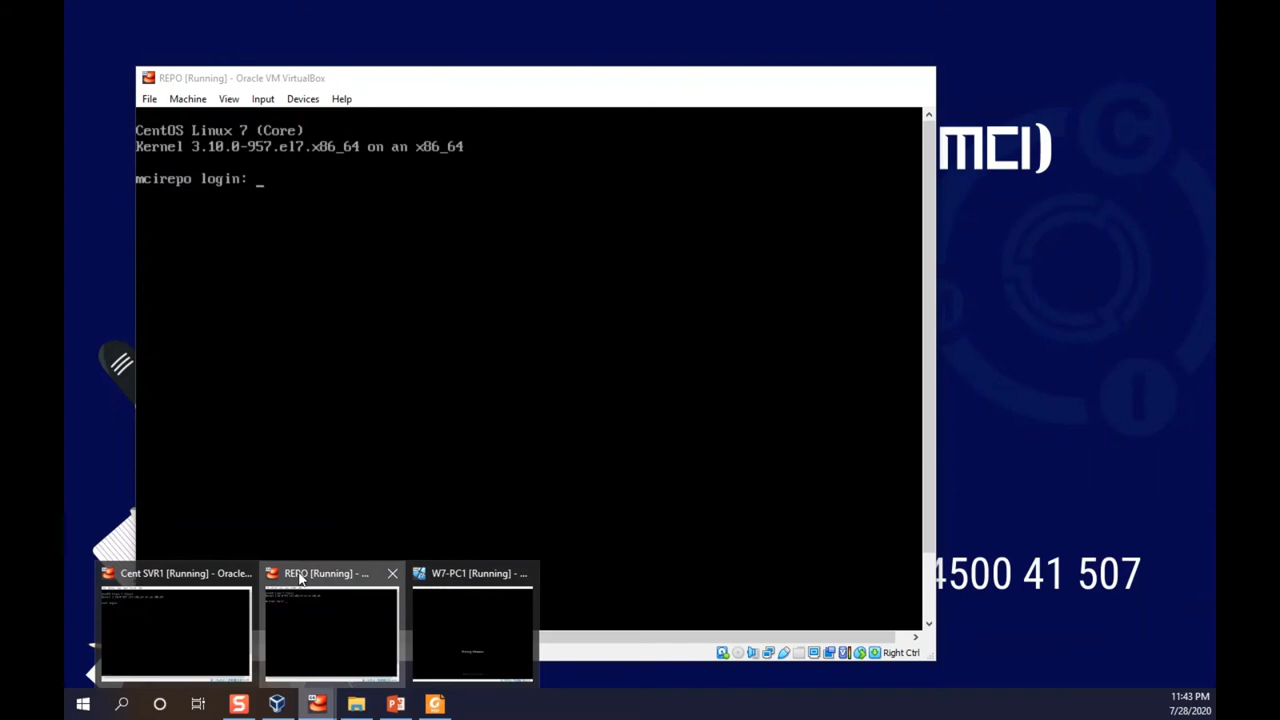 REPO [Running] - Oracle VM VirtualBox
File Machine View Input Devices Help
CentOS Linux 7 (Core)
Kernel 3.10.0-957.el7.x86_64 on an x86_64
mcirepo login: _
mci)
4500 41 507
Cent SVR1 [Running] - Oracle...
REPO [Running] - ...
W7-PC1 [Running] - ...
Right Ctrl
11:43 PM
7/28/2020